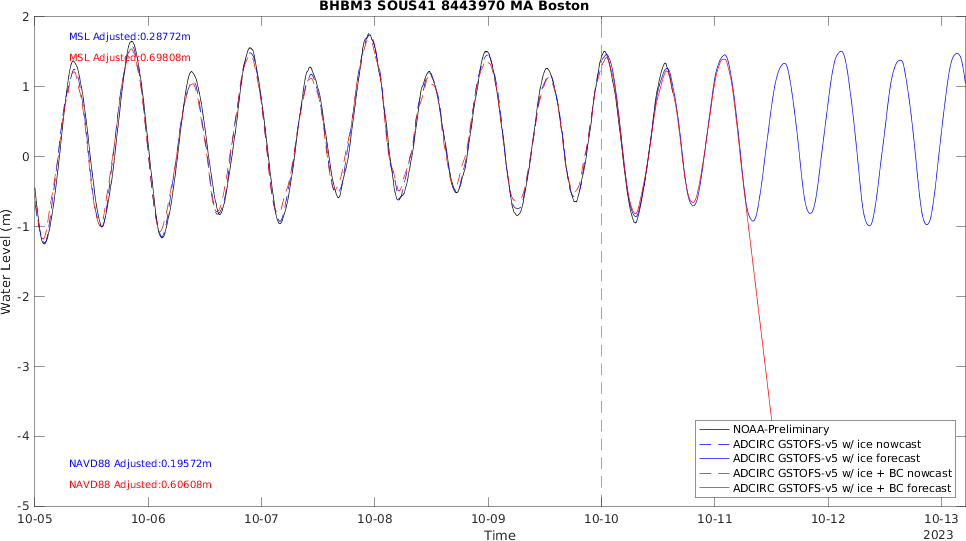 BHBM3 SOUS41 8443970 MA Boston
MSL Adjusted:0.28772m
MSL Adjusted:0.69808m
NAVD88 Adjusted:0.19572m
NAVD88 Adjusted:0.60608m
2
1
0
-1
-2
-3
-4
-5
Water Level (m)
NOAA-Preliminary
ADCIRC GSTOFS-v5 w/ ice nowcast
ADCIRC GSTOFS-v5 w/ ice forecast
ADCIRC GSTOFS-v5 w/ ice + BC nowcast
ADCIRC GSTOFS-v5 w/ ice + BC forecast
10-05 10-06 10-07 10-08 10-09 10-10 10-11 10-12 10-13
Time 2023